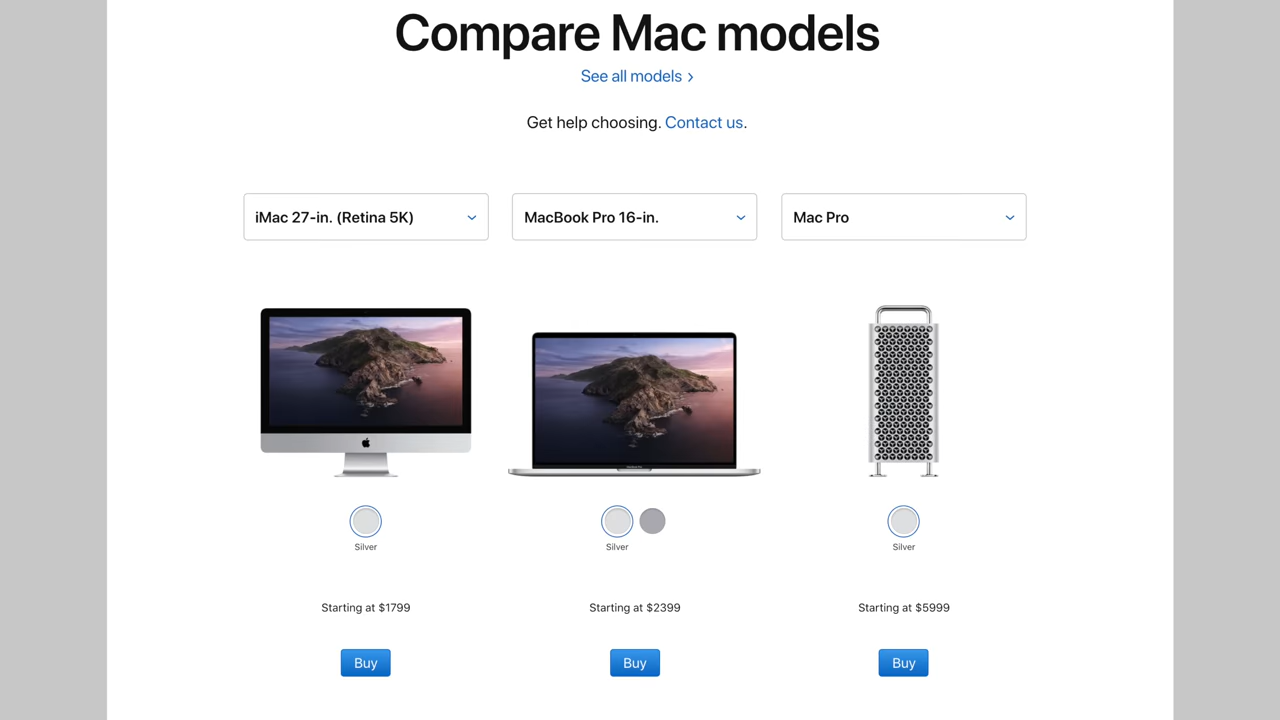 Compare Mac models
See all models >
Get help choosing. Contact us.
iMac 27-in. (Retina 5K)
MacBook Pro 16-in.
Mac Pro
Silver
Silver
Silver
Starting at $1799
Starting at $2399
Starting at $5999
Buy
Buy
Buy